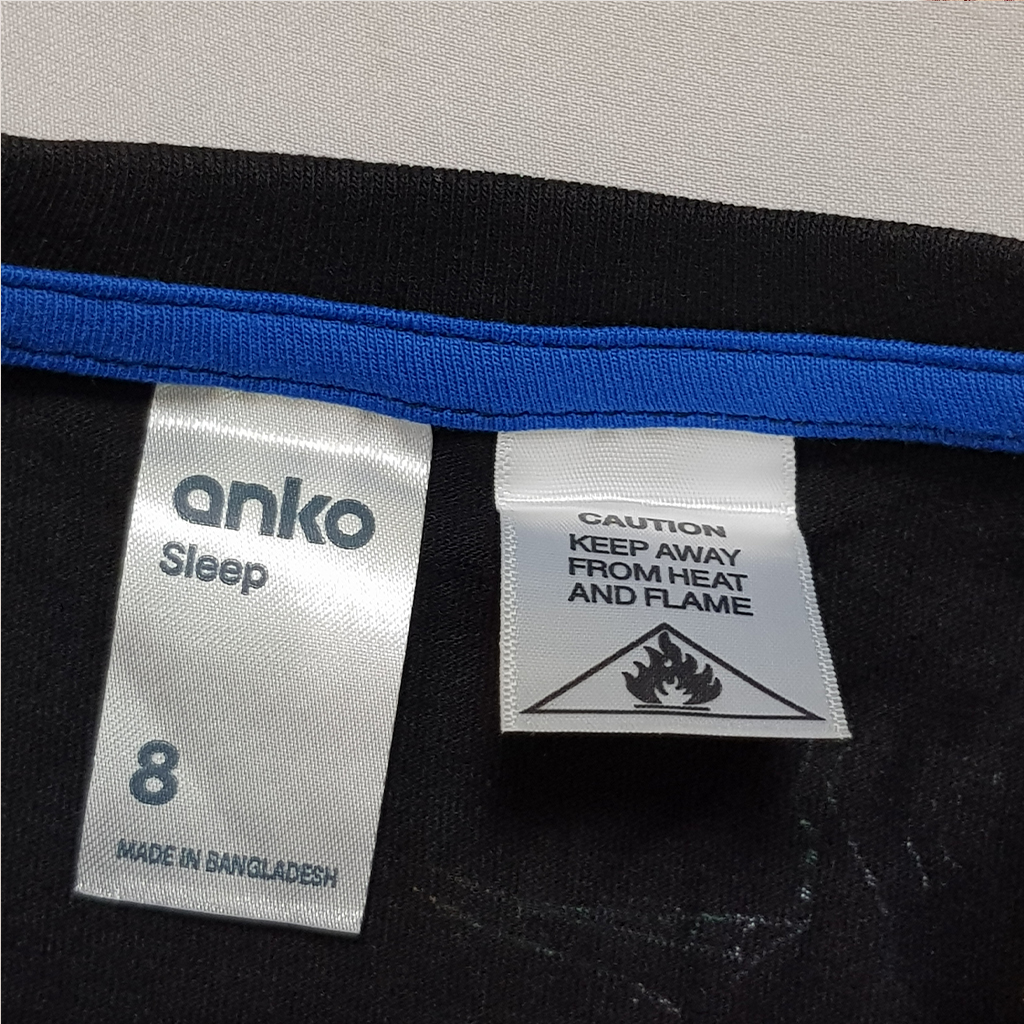 anko
Sleep
8
MADE IN BANGLADESH
CAUTION
KEEP AWAY
FROM HEAT
AND FLAME